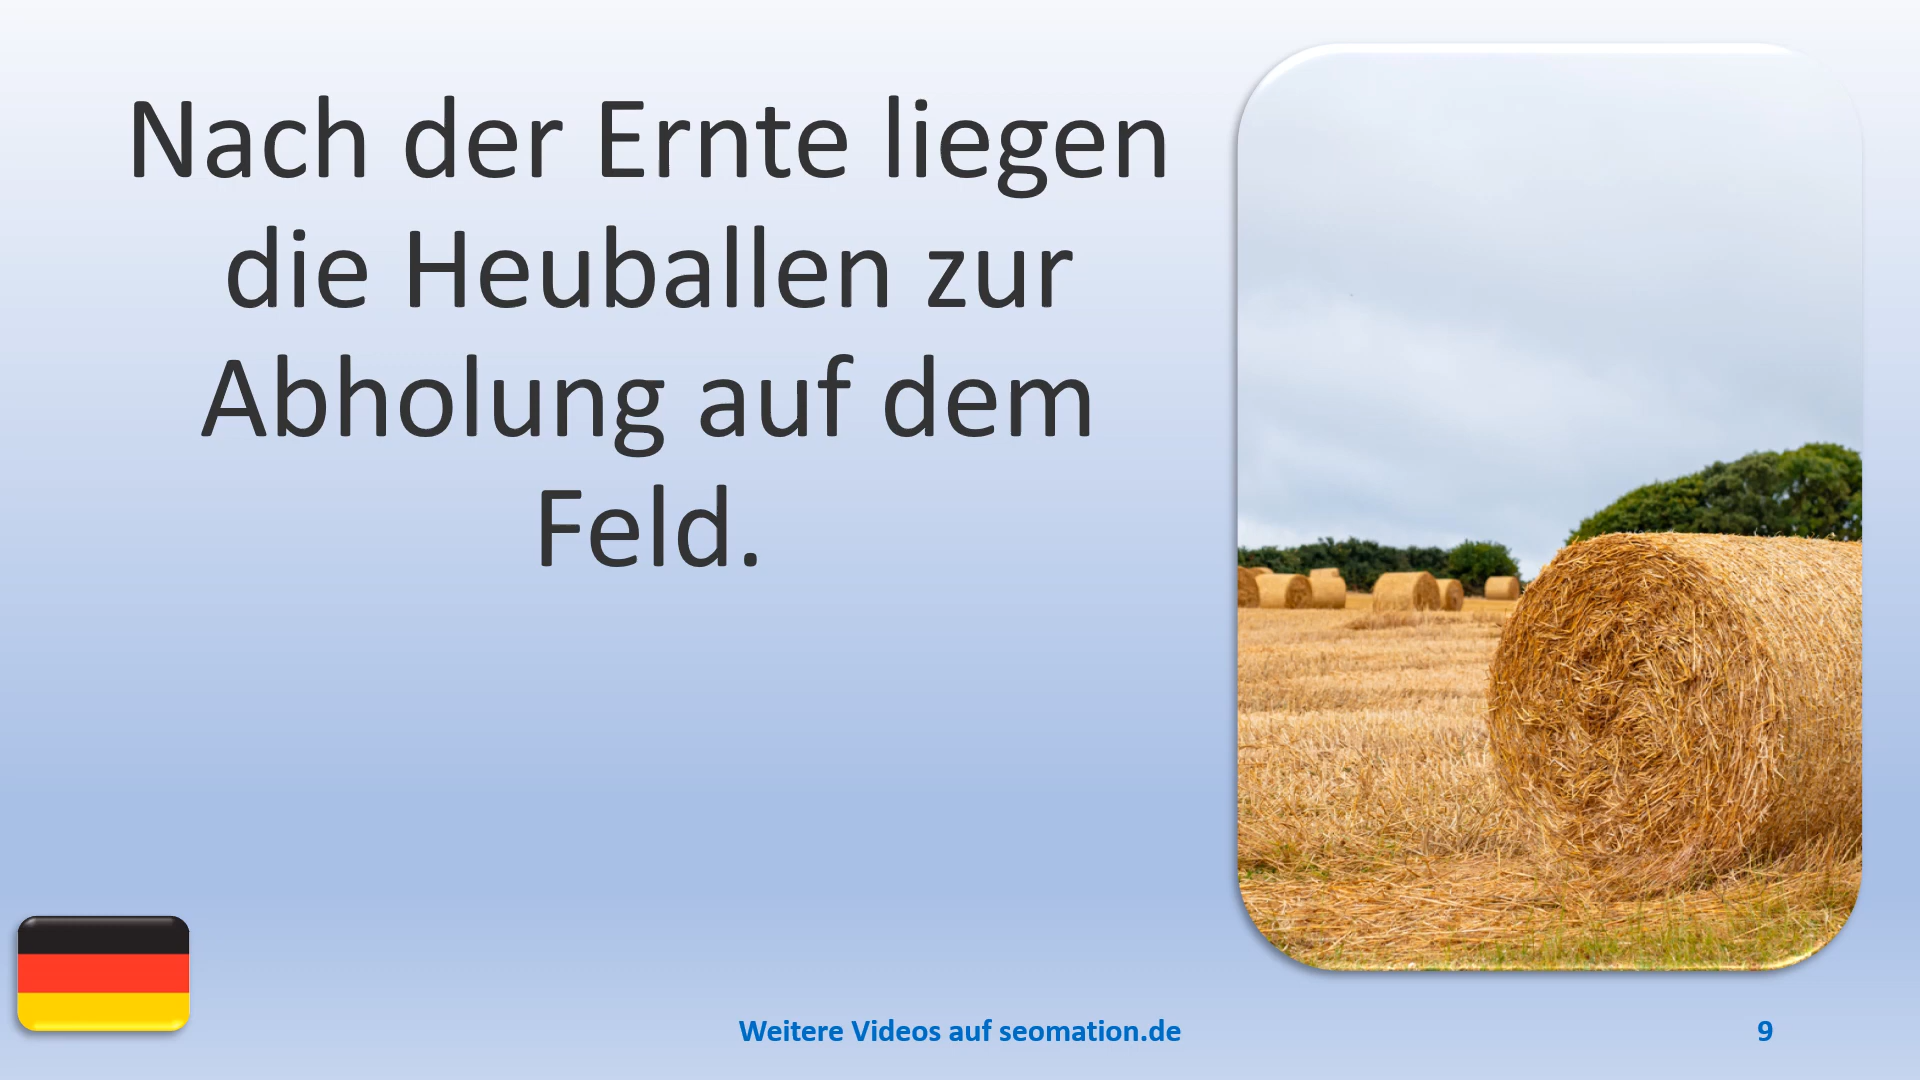 Nach der Ernte liegen
die Heuballen zur
Abholung auf dem
Feld.
Weitere Videos auf seomation.de
9